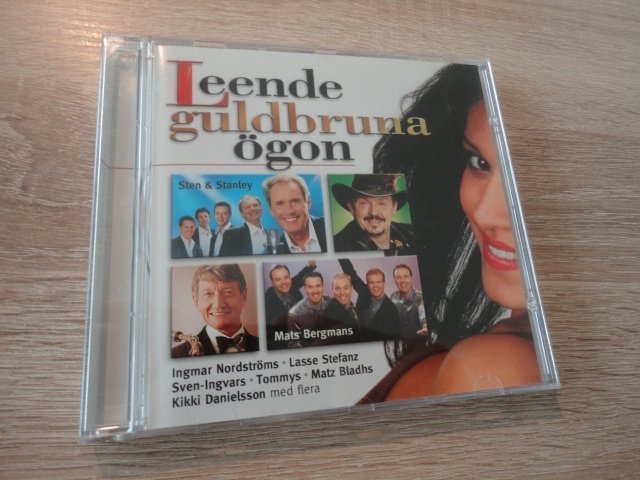 Leende
guldbruna
ögon
Sten & Stanley
Mats Bergmans
Ingmar Nordströms • Lasse Stefanz
Sven-Ingvars • Tommys • Matz Bladhs
Kikki Danielsson med flera